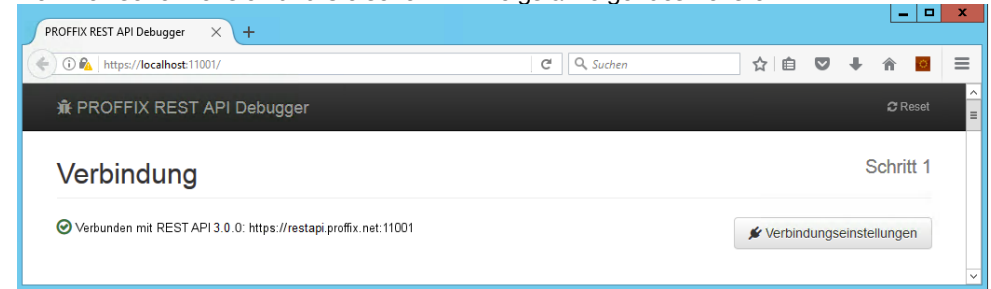 PROFFIX REST API Debugger
https://localhost:11001/
Suchen
PROFFIX REST API Debugger
Reset
Verbindung
Schritt 1
Verbunden mit REST API 3.0.0: https://restapi.proffix.net:11001
Verbindungseinstellungen